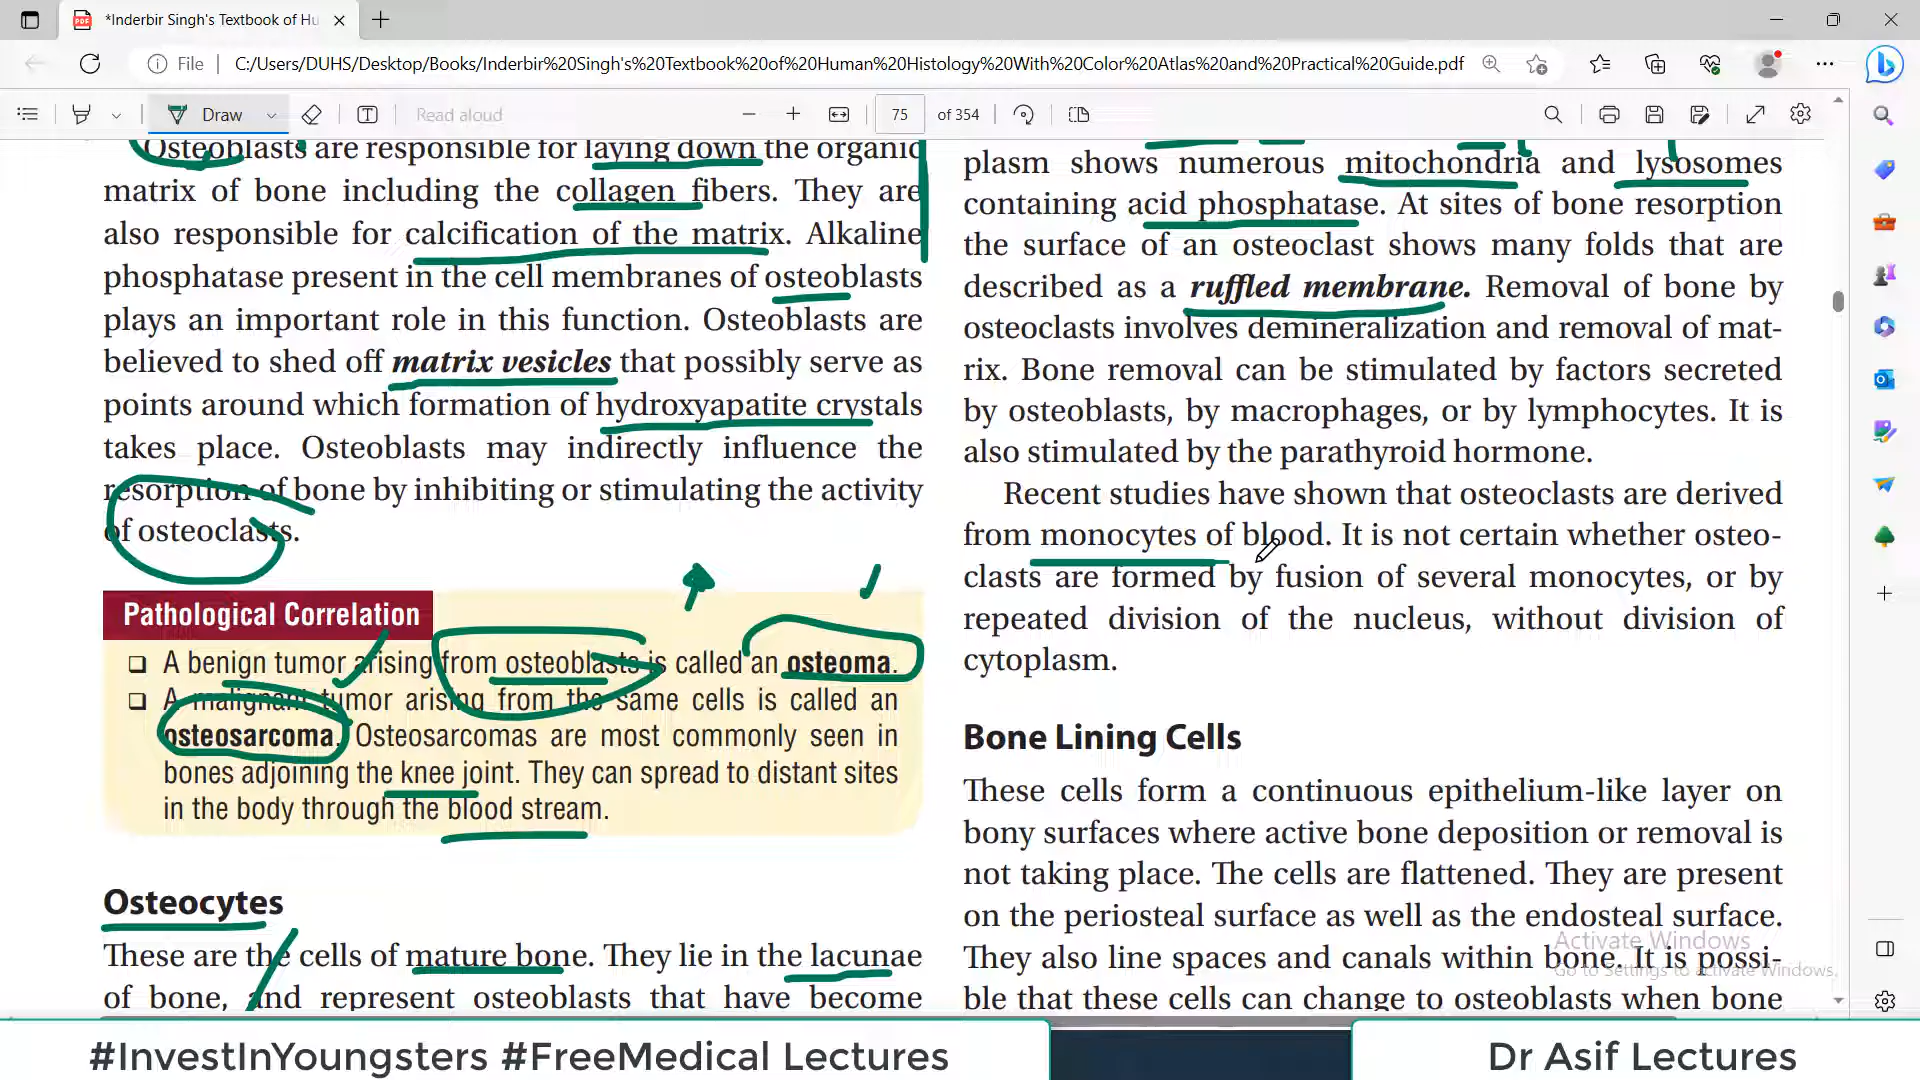 *Inderbir Singh's Textbook of Hu
File
C:/Users/DUHS/Desktop/Books/Inderbir%20Singh's%20Textbook%20of%20Human%20Histology%20With%20Color%20Atlas%20and%20Practical%20Guide.pdf
Draw
Read aloud
75 of 354
Osteoblasts are responsible for laying down the organic
matrix of bone including the collagen fibers. They are
also responsible for calcification of the matrix. Alkaline
phosphatase present in the cell membranes of osteoblasts
plays an important role in this function. Osteoblasts are
believed to shed off matrix vesicles that possibly serve as
points around which formation of hydroxyapatite crystals
takes place. Osteoblasts may indirectly influence the
resorption of bone by inhibiting or stimulating the activity
of osteoclasts.
Pathological Correlation
❑ A benign tumor arising from osteoblasts is called an osteoma.
❑ A malignant tumor arising from the same cells is called an
osteosarcoma. Osteosarcomas are most commonly seen in
bones adjoining the knee joint. They can spread to distant sites
in the body through the blood stream.
Osteocytes
These are the cells of mature bone. They lie in the lacunae
of bone, and represent osteoblasts that have become
plasm shows numerous mitochondria and lysosomes
containing acid phosphatase. At sites of bone resorption
the surface of an osteoclast shows many folds that are
described as a ruffled membrane. Removal of bone by
osteoclasts involves demineralization and removal of mat-
rix. Bone removal can be stimulated by factors secreted
by osteoblasts, by macrophages, or by lymphocytes. It is
also stimulated by the parathyroid hormone.
Recent studies have shown that osteoclasts are derived
from monocytes of blood. It is not certain whether osteo-
clasts are formed by fusion of several monocytes, or by
repeated division of the nucleus, without division of
cytoplasm.
Bone Lining Cells
These cells form a continuous epithelium-like layer on
bony surfaces where active bone deposition or removal is
not taking place. The cells are flattened. They are present
on the periosteal surface as well as the endosteal surface.
They also line spaces and canals within bone. It is possi-
ble that these cells can change to osteoblasts when bone
Activate Windows
Go to Settings to activate Windows.
#InvestInYoungsters #FreeMedical Lectures
Dr Asif Lectures